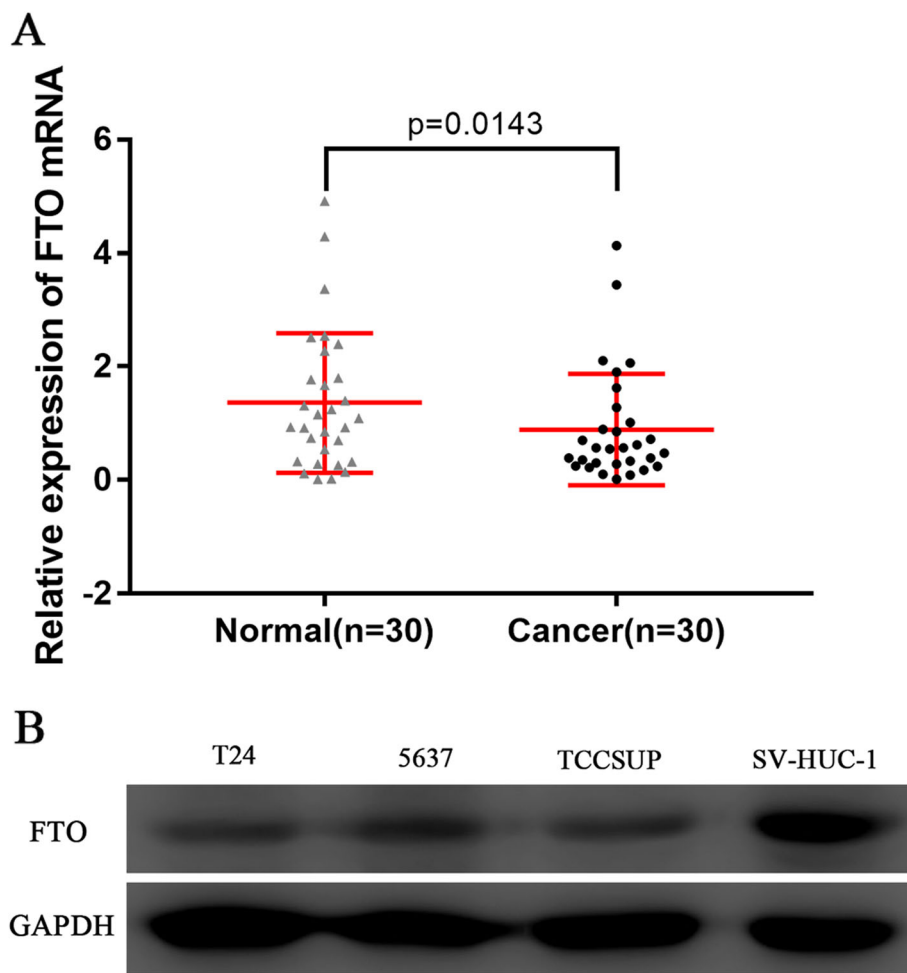 A
Relative expression of FTO mRNA
p=0.0143
6
4
2
0
-2
Normal(n=30) Cancer(n=30)
B
T24 5637 TCCSUP SV-HUC-1
FTO
GAPDH